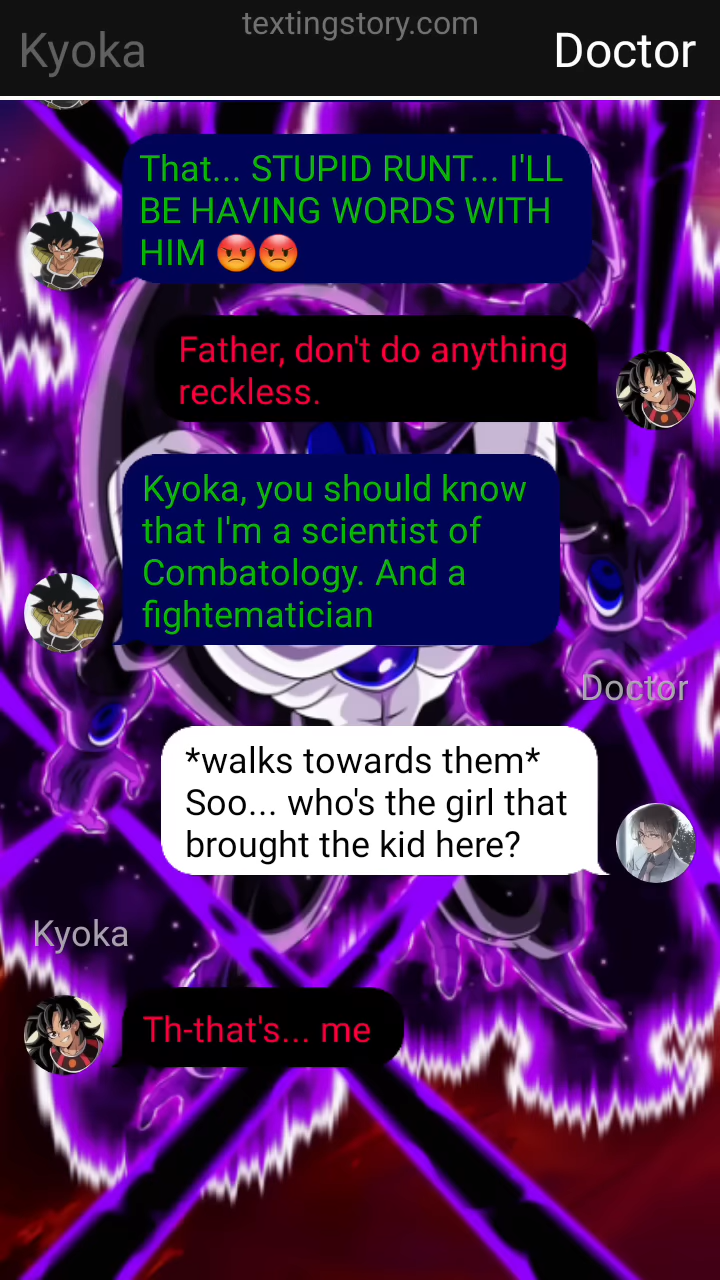 textingstory.com
Kyoka
Doctor
That... STUPID RUNT... I'LL
BE HAVING WORDS WITH
HIM 😡😡
Father, don't do anything
reckless.
Kyoka, you should know
that I'm a scientist of
Combatology. And a
fightematician
Doctor
*walks towards them*
Soo... who's the girl that
brought the kid here?
Kyoka
Th-that's... me